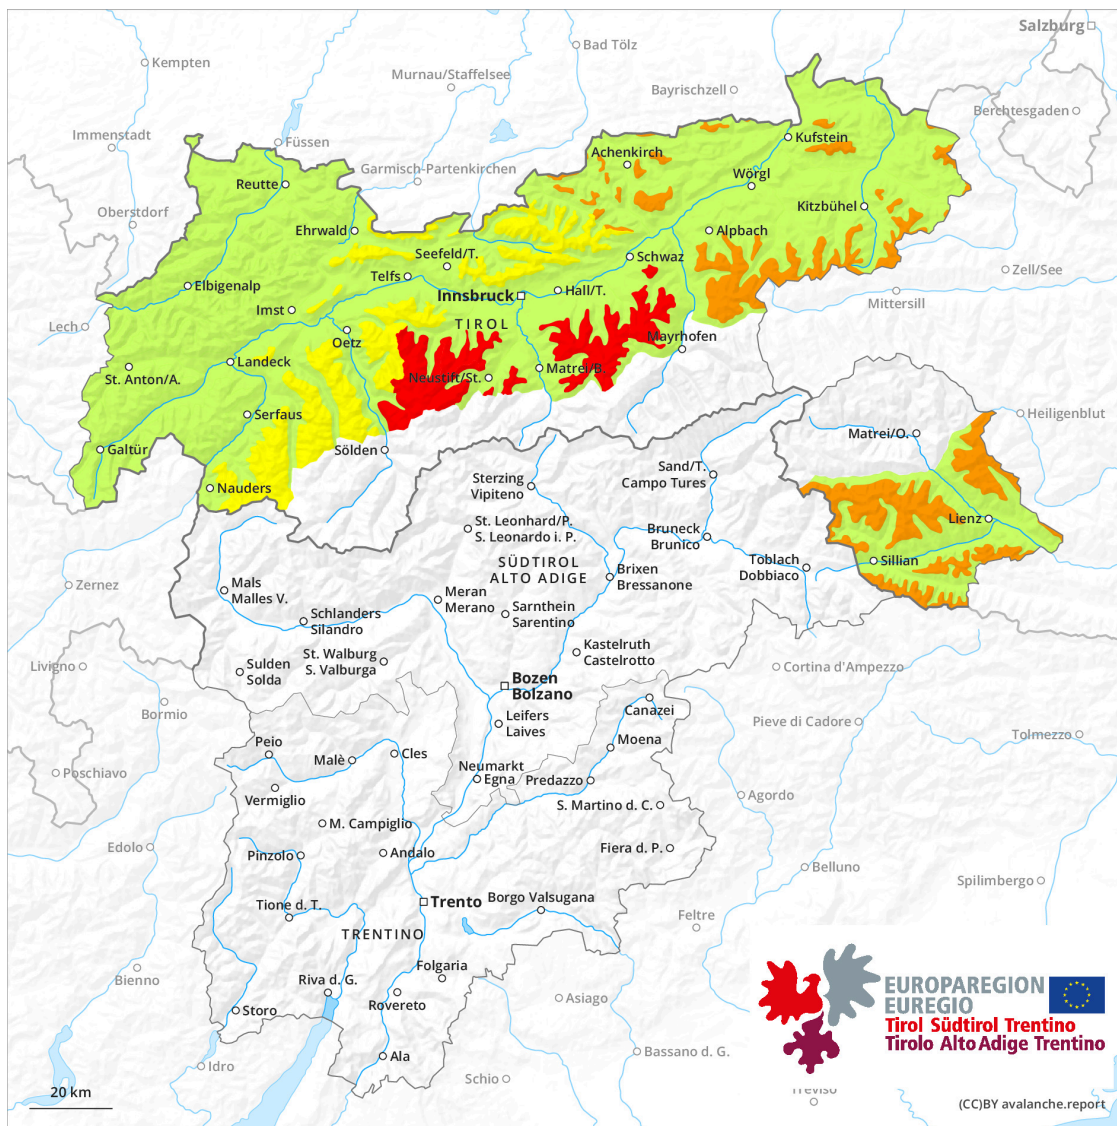 Salzburg
Bad Tölz
Kempten
Murnau/Staffelsee
Bayrischzell
Berchtesgaden
Immenstadt
Füssen
Kufstein
Achenkirch
Garmisch-Partenkirchen
Wörgl
Reutte
Oberstdorf
Kitzbühel
Ehrwald
Alpbach
Seefeld/T.
Schwaz
Telfs
Zell/See
Elbigenalp
Innsbruck
Hall/T.
Mittersill
Imst
TIROL
Lech
Oetz
Mayrhofen
Landeck
Matrei/B.
St. Anton/A.
Neustift/St.
Serfaus
Heiligenblut
Matrei/O.
Galtür
Sölden
Sand/T.
Campo Tures
Sterzing
Vipiteno
Nauders
St. Leonhard/P.
S. Leonardo i. P.
Lienz
Bruneck
Brunico
SÜDTIROL
ALTO ADIGE
Toblach
Dobbiaco
Sillian
Brixen
Bressanone
Zernez
Mals
Malles V.
Meran
Merano
Sarnthein
Sarentino
Schlanders
Silandro
Kastelruth
Castelrotto
St. Walburg
S. Valburga
Livigno
Sulden
Solda
Cortina d'Ampezzo
Bozen
Bolzano
Bormio
Canazei
Leifers
Laives
Pieve di Cadore
Tolmezzo
Peio
Moena
Malè
Cles
Neumarkt
Egna
Predazzo
Poschiavo
Vermiglio
Agordo
S. Martino d. C.
M. Campiglio
Edolo
Pinzolo
Andalo
Fiera d. P.
Belluno
Spilimbergo
Trento
Borgo Valsugana
Tione d. T.
Feltre
TRENTINO
Folgaria
Bienno
Riva d. G.
Rovereto
Asiago
Storo
EUROPAREGION
EUREGIO
Tirol Südtirol Trentino
Tirolo Alto Adige Trentino
Ala
Bassano d. G.
Idro
Schio
Treviso
20 km
(CC)BY avalanche.report